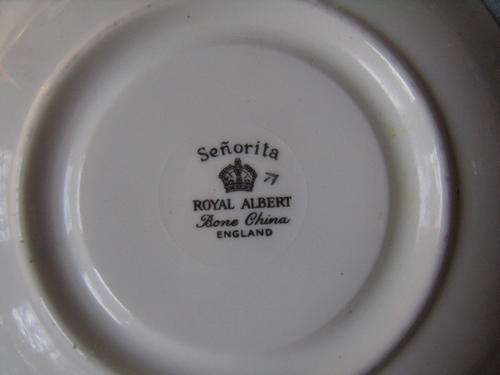 Señorita
ROYAL ALBERT
Bone China
ENGLAND